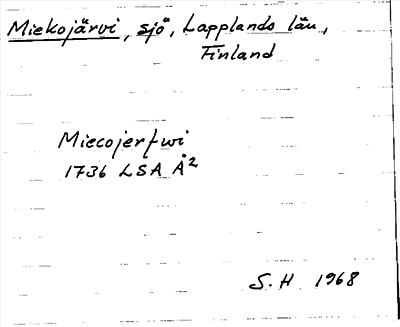 Miekojärvi, sjö, Lapplands län,
Finland
Miecojerfwi
1736 LSA Å²
S.H. 1968